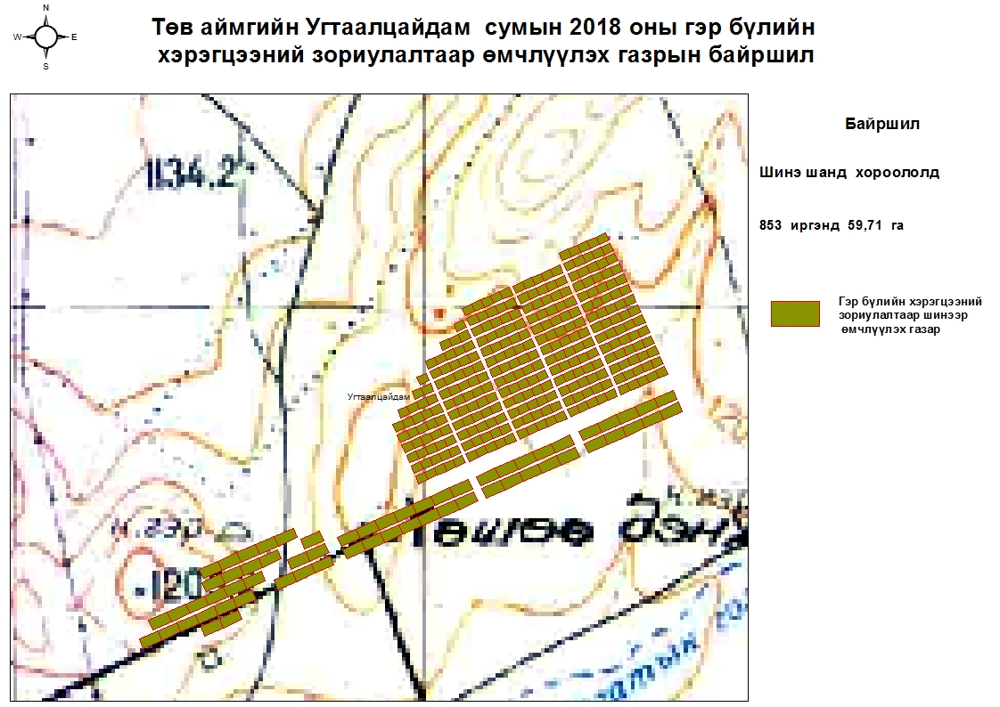 N
W E
S
Төв аймгийн Угтаалцайдам сумын 2018 оны гэр бүлийн
хэрэгцээний зориулалтаар өмчлүүлэх газрын байршил
Байршил
Шинэ шанд хороололд
853 иргэнд 59,71 га
Гэр бүлийн хэрэгцээний
зориулалтаар шинээр
өмчлүүлэх газар
1134.2
Угтаалцайдам
.120